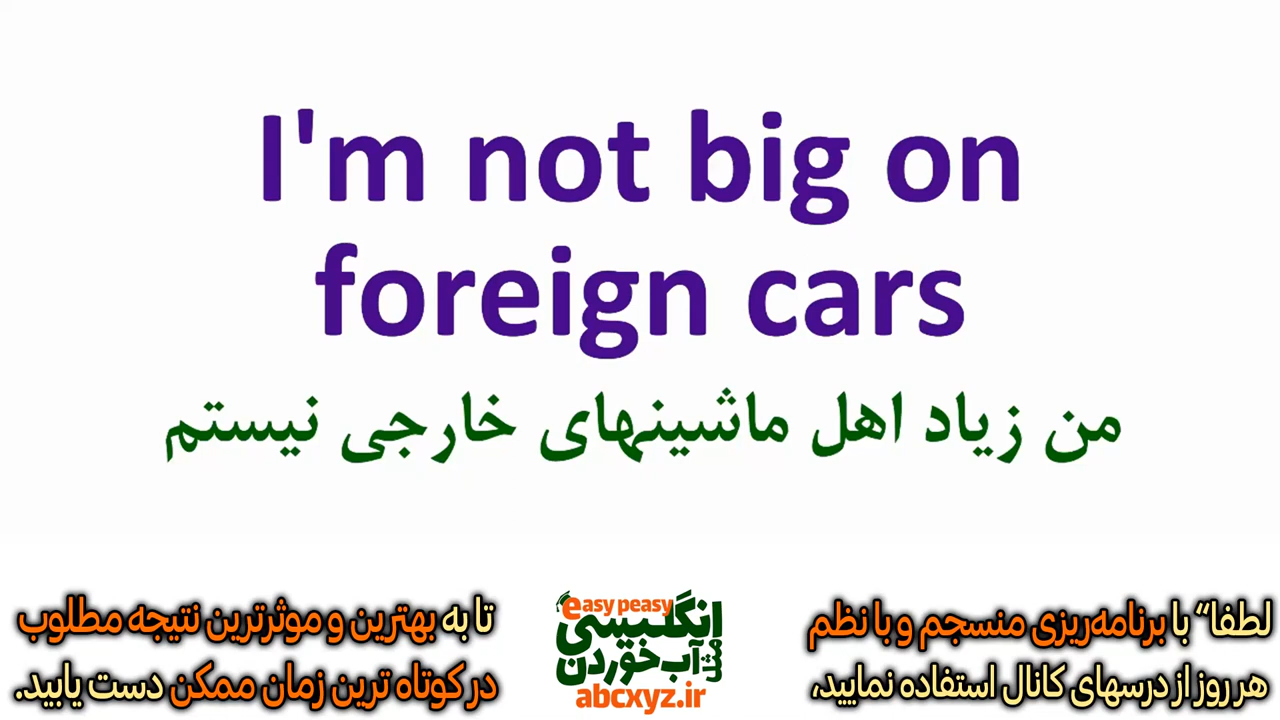 I'm not big on
foreign cars
من زیاد اهل ماشینهای خارجی نیستم
لطفا“ با برنامه‌ریزی منسجم و با نظم
هر روز از درسهای کانال استفاده نمایید،
easy peasy
انگلیسی
مثل
آب خوردن
abcxyz.ir
تا به بهترین و موثرترین نتیجه مطلوب
در کوتاه ترین زمان ممکن دست یابید.